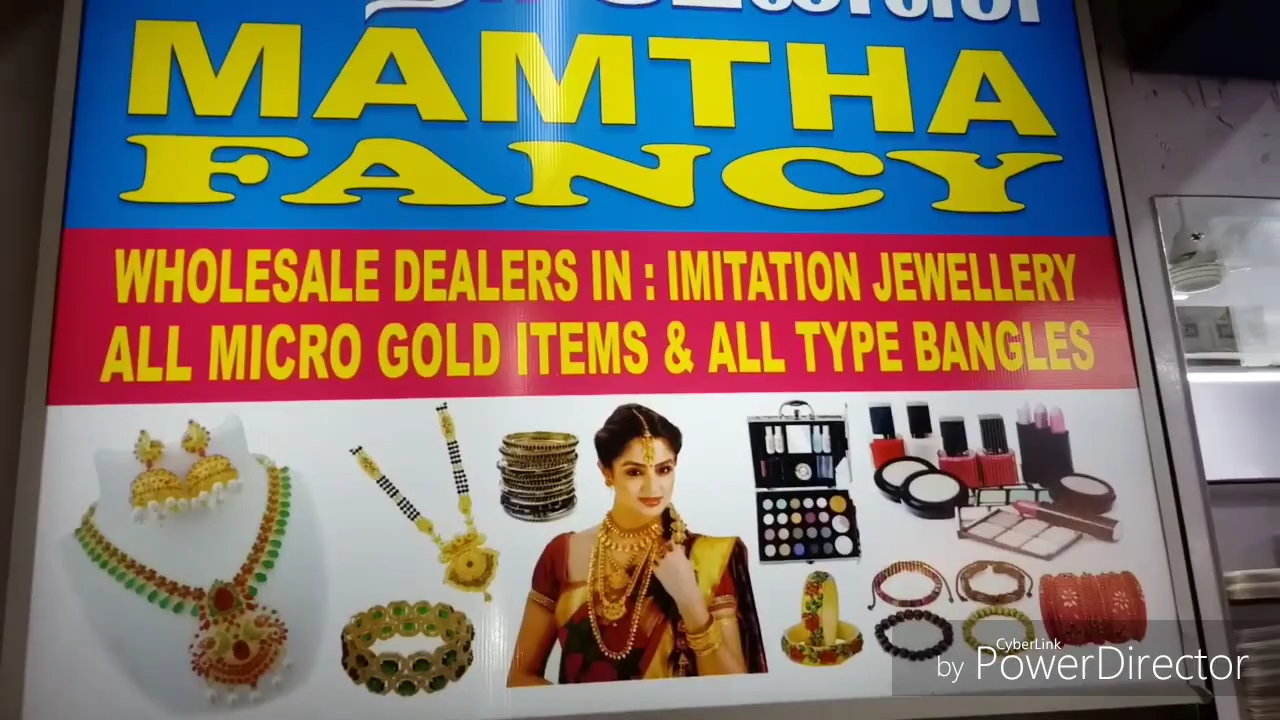 MAMTHA
FANCY
WHOLESALE DEALERS IN : IMITATION JEWELLERY
ALL MICRO GOLD ITEMS & ALL TYPE BANGLES
CyberLink
by PowerDirector